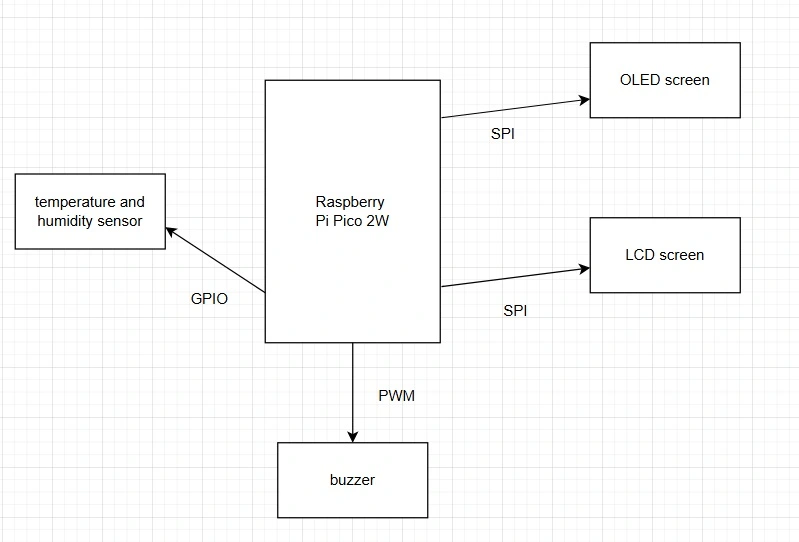 OLED screen
SPI
Raspberry
Pi Pico 2W
temperature and
humidity sensor
LCD screen
GPIO
SPI
PWM
buzzer